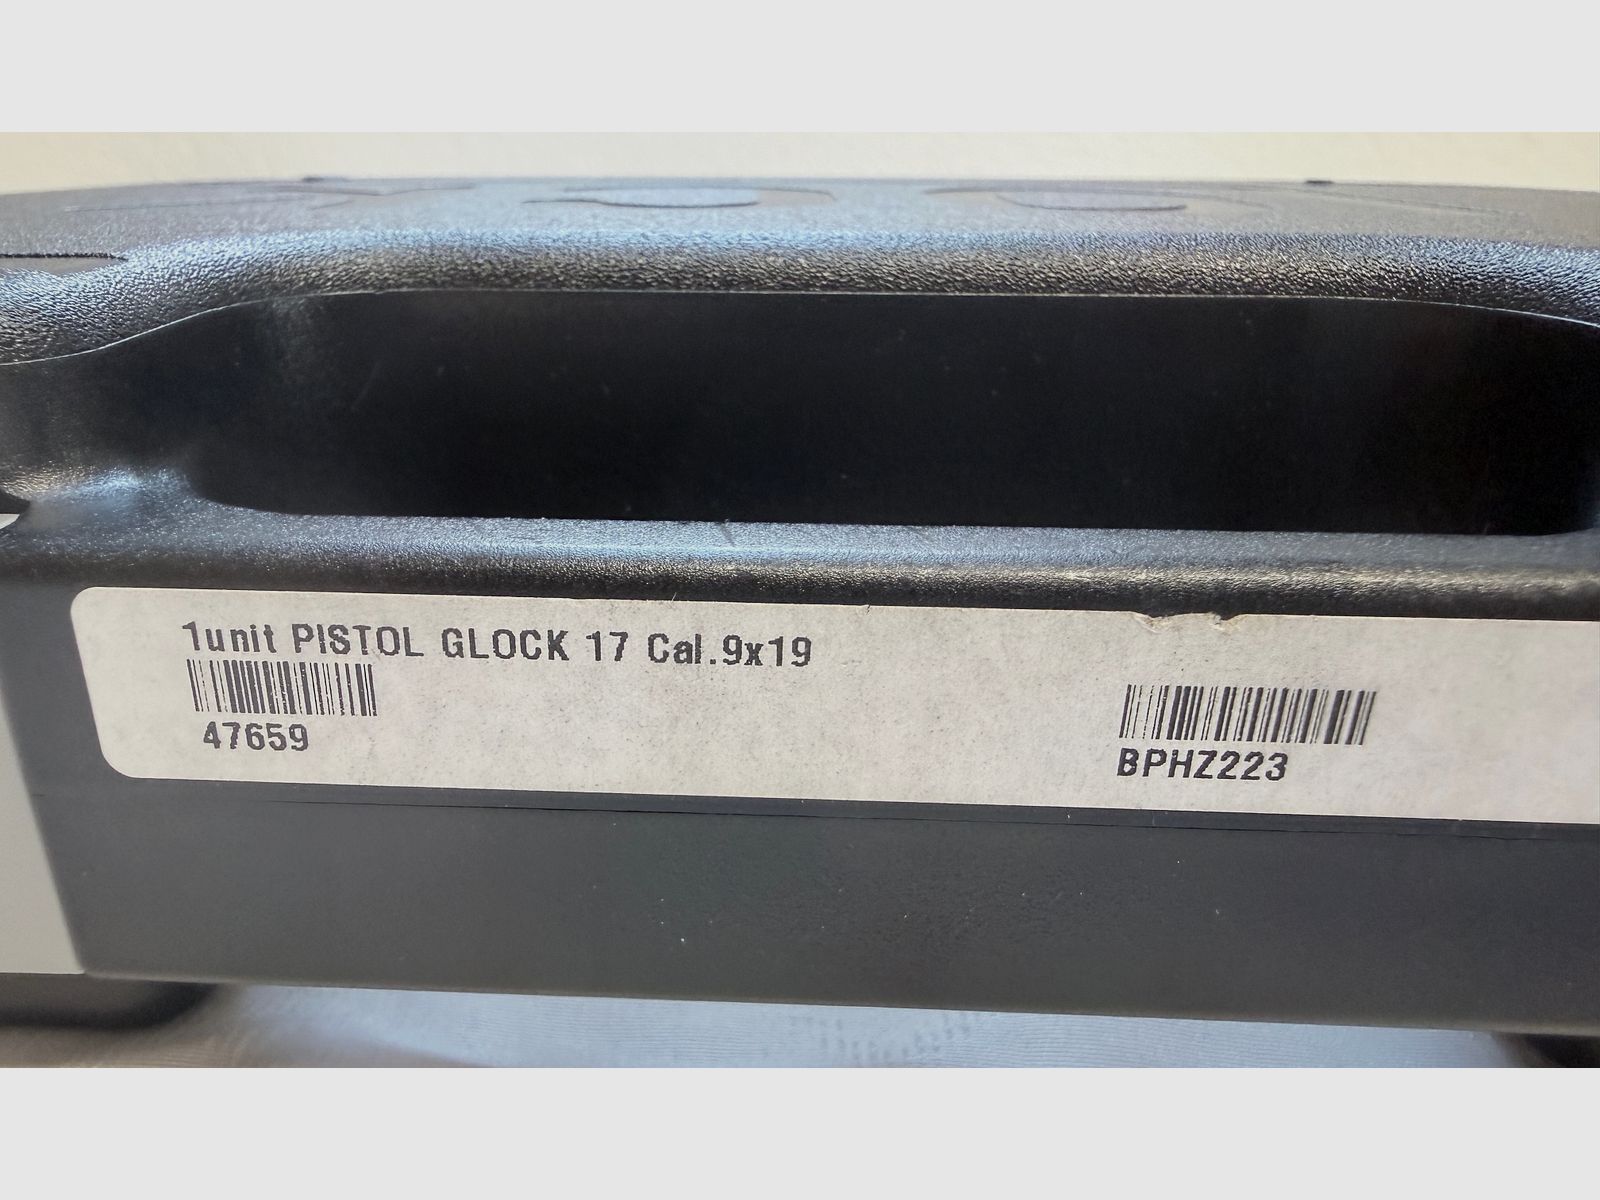 1unit PISTOL GLOCK 17 Cal.9x19
47659
BPHZ223